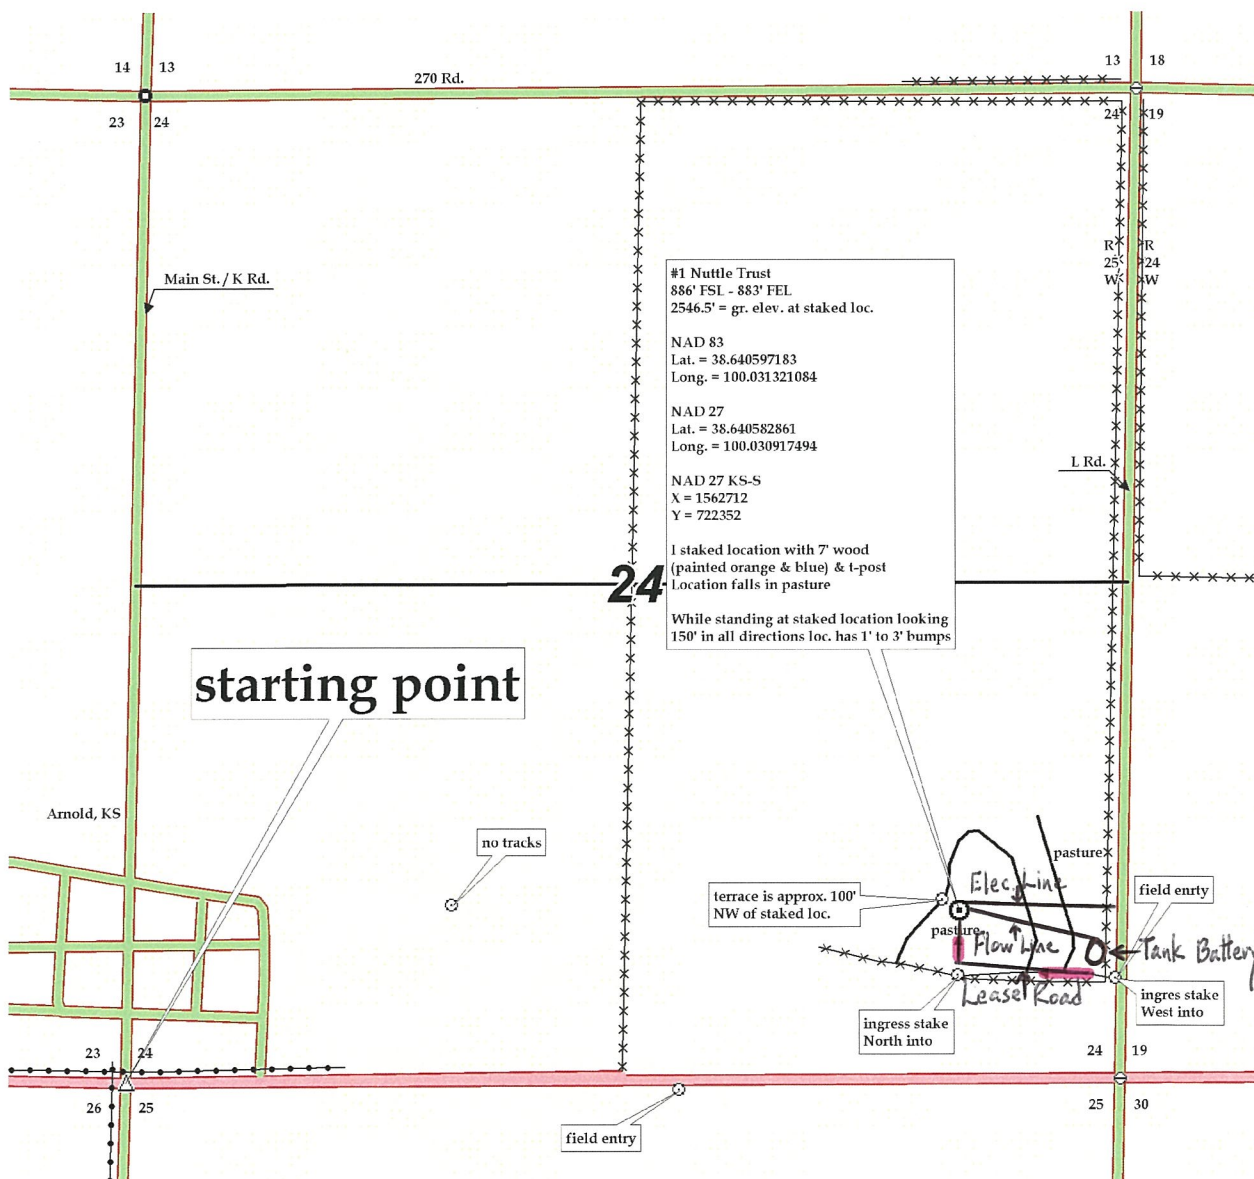 14 13
13 18
270 Rd.
23 24
24 19
R R
25 24
W W
Main St./ K Rd.
#1 Nuttle Trust
886' FSL - 883' FEL
2546.5' = gr. elev. at staked loc.
NAD 83
Lat. = 38.640597183
Long. = 100.031321084
NAD 27
Lat. = 38.640582861
Long. = 100.030917494
NAD 27 KS-S
X = 1562712
Y = 722352
I staked location with 7' wood
(painted orange & blue) & t-post
Location falls in pasture
While standing at staked location looking
150' in all directions loc. has 1' to 3' bumps
L Rd.
24
starting point
Arnold, KS
no tracks
pasture
Elec. Line
terrace is approx. 100'
NW of staked loc.
field enrty
pasture
Flow Line
Tank Battery
Lease Road
ingres stake
West into
ingress stake
North into
23 24
24 19
26 25
25 30
field entry